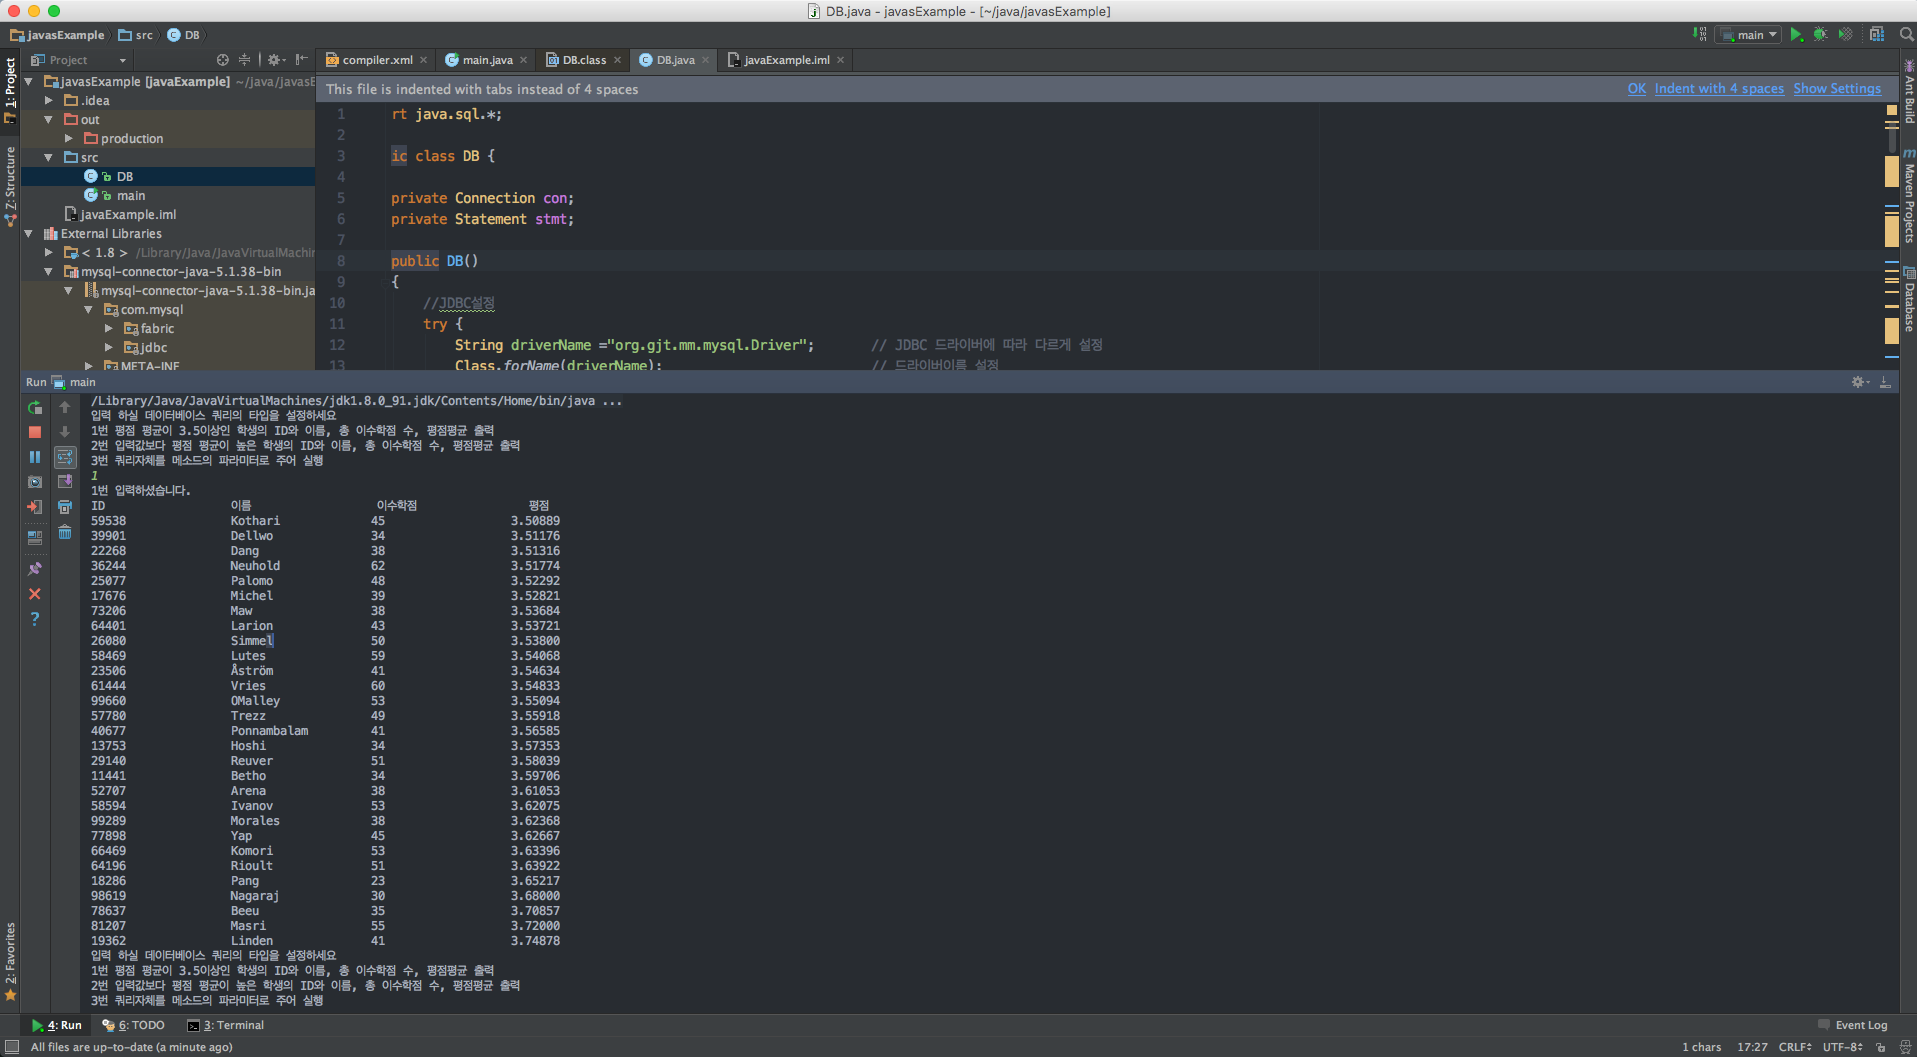 DB.java - javasExample - [~/java/javasExample]
javasExample src DB
main
Project
compiler.xml main.java DB.class DB.java javaExample.iml
1: Project
7: Structure
2: Favorites
javasExample [javaExample] ~/java/javasE
.idea
out
production
src
DB
main
javaExample.iml
External Libraries
< 1.8 > /Library/Java/JavaVirtualMachin
mysql-connector-java-5.1.38-bin
mysql-connector-java-5.1.38-bin.ja
com.mysql
fabric
jdbc
META-INF
This file is indented with tabs instead of 4 spaces
OK Indent with 4 spaces Show Settings
1 rt java.sql.*;
2
3 ic class DB {
4
5 private Connection con;
6 private Statement stmt;
7
8 public DB()
9 {
10 //JDBC설정
11 try {
12 String driverName ="org.gjt.mm.mysql.Driver"; // JDBC 드라이버에 따라 다르게 설정
13 Class.forName(driverName); // 드라이버이름 설정
Ant Build
Maven Projects
Database
Run main
/Library/Java/JavaVirtualMachines/jdk1.8.0_91.jdk/Contents/Home/bin/java ...
입력 하실 데이터베이스 쿼리의 타입을 설정하세요
1번 평점 평균이 3.5이상인 학생의 ID와 이름, 총 이수학점 수, 평점평균 출력
2번 입력값보다 평점 평균이 높은 학생의 ID와 이름, 총 이수학점 수, 평점평균 출력
3번 쿼리자체를 메소드의 파라미터로 주어 실행
1
1번 입력하셨습니다.
ID 이름 이수학점 평점
59538 Kothari 45 3.50889
39901 Dellwo 34 3.51176
22268 Dang 38 3.51316
36244 Neuhold 62 3.51774
25077 Palomo 48 3.52292
17676 Michel 39 3.52821
73206 Maw 38 3.53684
64401 Larion 43 3.53721
26080 Simmel 50 3.53800
58469 Lutes 59 3.54068
23506 Åström 41 3.54634
61444 Vries 60 3.54833
99660 OMalley 53 3.55094
57780 Trezz 49 3.55918
40677 Ponnambalam 41 3.56585
13753 Hoshi 34 3.57353
29140 Reuver 51 3.58039
11441 Betho 34 3.59706
52707 Arena 38 3.61053
58594 Ivanov 53 3.62075
99289 Morales 38 3.62368
77898 Yap 45 3.62667
66469 Komori 53 3.63396
64196 Rioult 51 3.63922
18286 Pang 23 3.65217
98619 Nagaraj 30 3.68000
78637 Beeu 35 3.70857
81207 Masri 55 3.72000
19362 Linden 41 3.74878
입력 하실 데이터베이스 쿼리의 타입을 설정하세요
1번 평점 평균이 3.5이상인 학생의 ID와 이름, 총 이수학점 수, 평점평균 출력
2번 입력값보다 평점 평균이 높은 학생의 ID와 이름, 총 이수학점 수, 평점평균 출력
3번 쿼리자체를 메소드의 파라미터로 주어 실행
4: Run 6: TODO 3: Terminal Event Log
All files are up-to-date (a minute ago) 1 chars 17:27 CRLF UTF-8